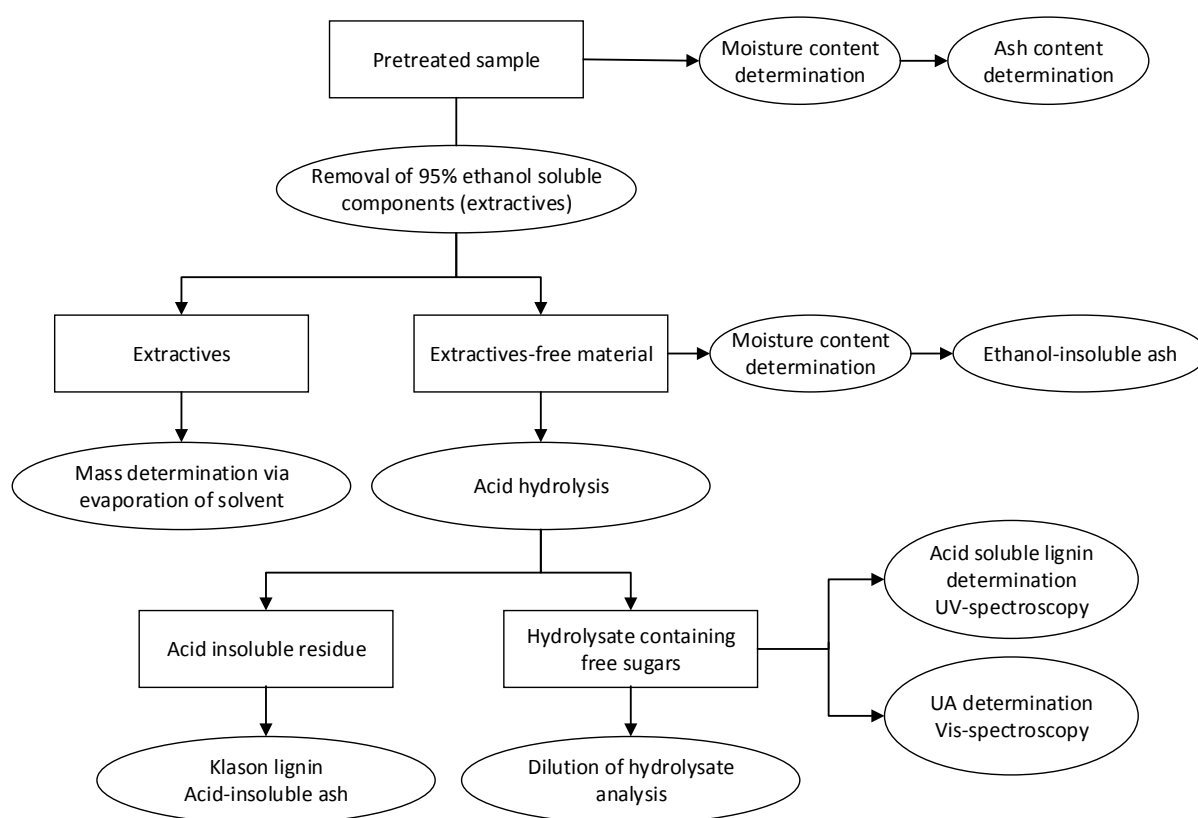 Pretreated sample
Moisture content
determination
Ash content
determination
Removal of 95% ethanol soluble
components (extractives)
Extractives
Extractives-free material
Moisture content
determination
Ethanol-insoluble ash
Mass determination via
evaporation of solvent
Acid hydrolysis
Acid insoluble residue
Hydrolysate containing
free sugars
Acid soluble lignin
determination
UV-spectroscopy
UA determination
Vis-spectroscopy
Klason lignin
Acid-insoluble ash
Dilution of hydrolysate
analysis